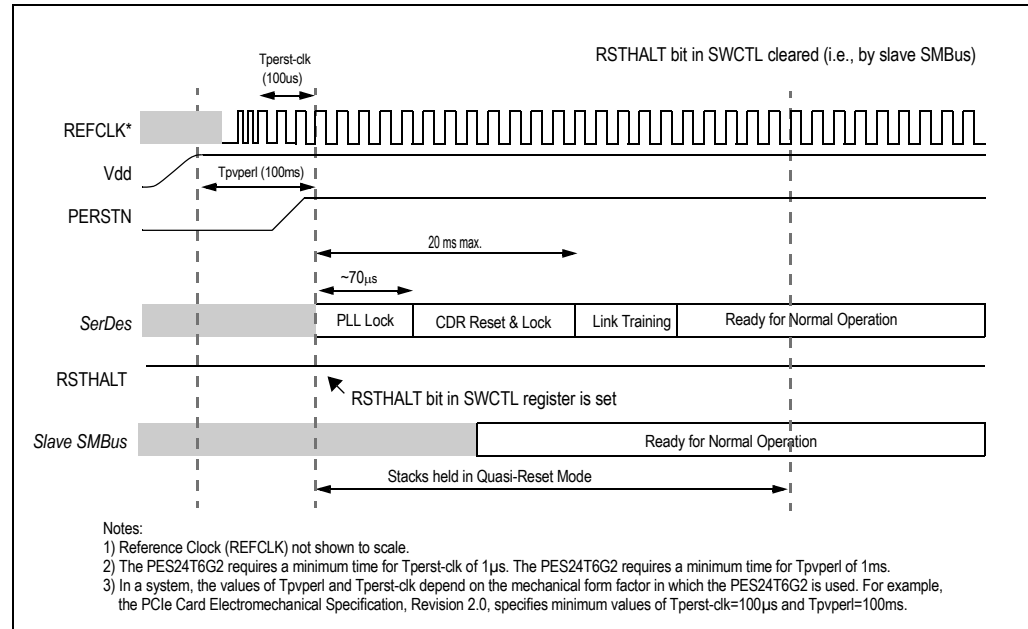 Tperst-clk
(100us)
RSTHALT bit in SWCTL cleared (i.e., by slave SMBus)
REFCLK*
Vdd
Tpvperl (100ms)
PERSTN
20 ms max.
~70µs
SerDes
PLL Lock
CDR Reset & Lock
Link Training
Ready for Normal Operation
RSTHALT
RSTHALT bit in SWCTL register is set
Slave SMBus
Ready for Normal Operation
Stacks held in Quasi-Reset Mode
Notes:
1) Reference Clock (REFCLK) not shown to scale.
2) The PES24T6G2 requires a minimum time for Tperst-clk of 1µs. The PES24T6G2 requires a minimum time for Tpvperl of 1ms.
3) In a system, the values of Tpvperl and Tperst-clk depend on the mechanical form factor in which the PES24T6G2 is used. For example,
the PCIe Card Electromechanical Specification, Revision 2.0, specifies minimum values of Tperst-clk=100µs and Tpvperl=100ms.